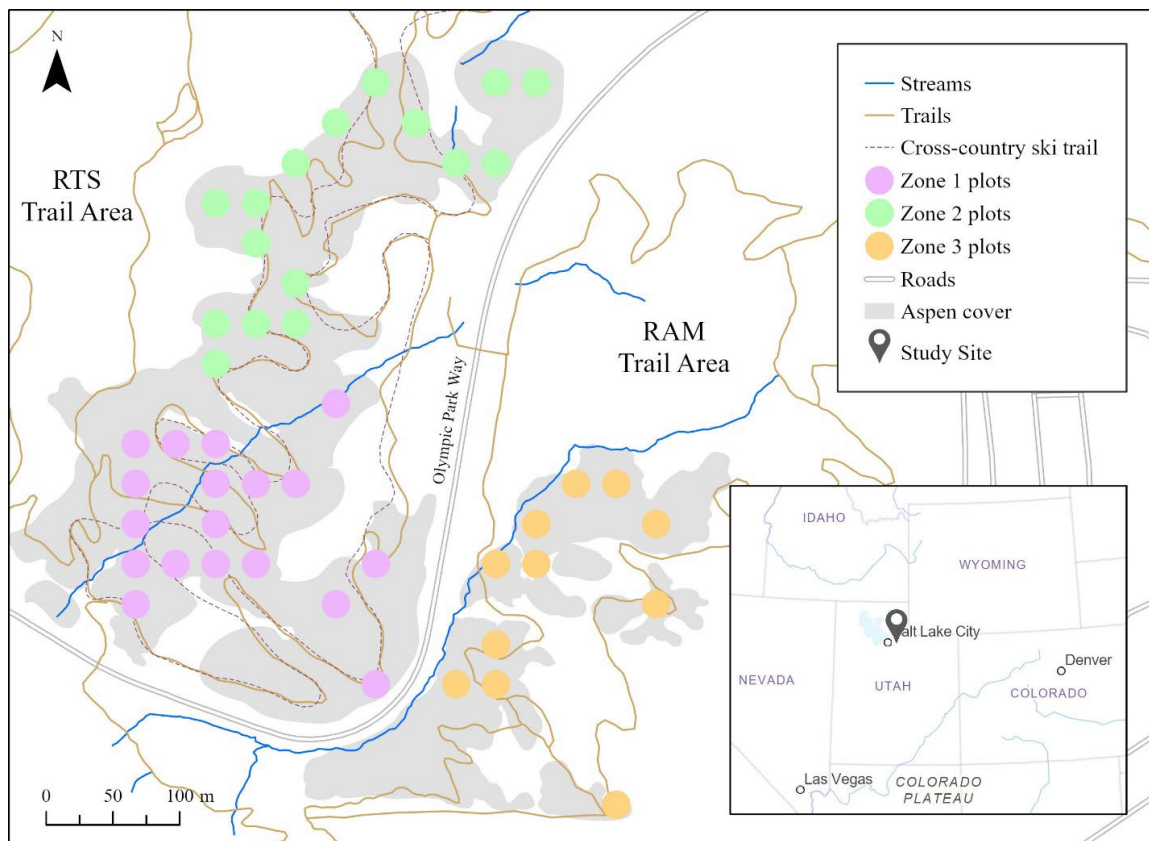 N
RTS
Trail Area
RAM
Trail Area
Olympic Park Way
Streams
Trails
Cross-country ski trail
Zone 1 plots
Zone 2 plots
Zone 3 plots
Roads
Aspen cover
Study Site
0 50 100 m
IDAHO
WYOMING
alt Lake City
NEVADA
UTAH
Denver
COLORADO
Las Vegas
COLORADO
PLATEAU